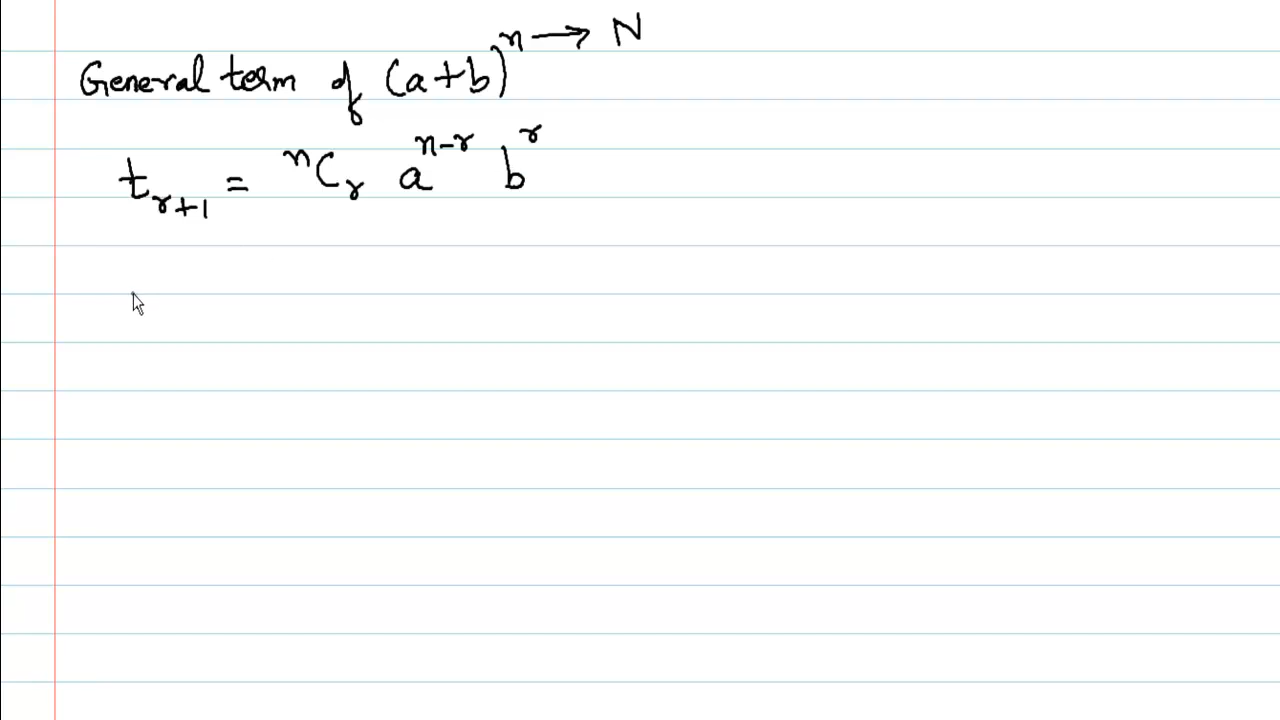 General term of (a+b)^n → N
t_{r+1} = ^nC_r a^{n-r} b^r